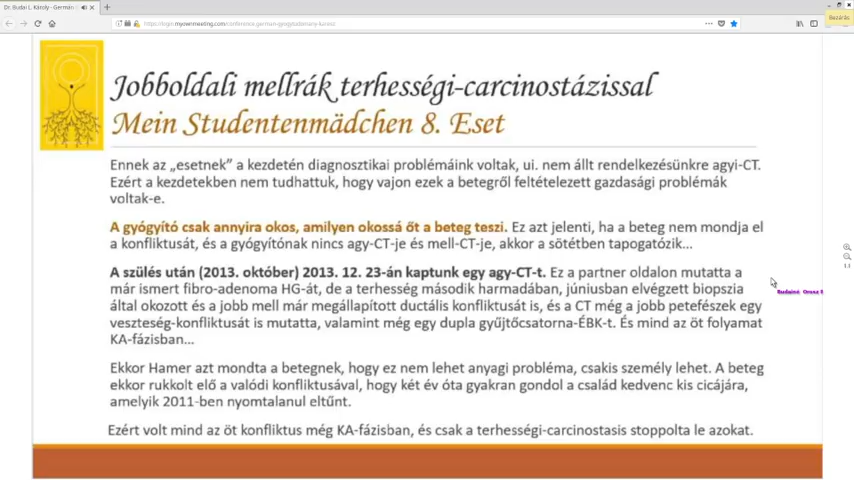 Dr. Budai L. Károly - Germán
Bezárás
https://login.myownmeeting.com/conference,german-gyogytudomany-karesz
Jobboldali mellrák terhességi-carcinostázissal
Mein Studentenmädchen 8. Eset
Ennek az „esetnek” a kezdetén diagnosztikai problémáink voltak, ui. nem állt rendelkezésünkre agyi-CT.
Ezért a kezdetekben nem tudhattuk, hogy vajon ezek a betegről feltételezett gazdasági problémák
voltak-e.
A gyógyító csak annyira okos, amilyen okossá őt a beteg teszi. Ez azt jelenti, ha a beteg nem mondja el
a konfliktusát, és a gyógyítónak nincs agy-CT-je és mell-CT-je, akkor a sötétben tapogatózik...
A szülés után (2013. október) 2013. 12. 23-án kaptunk egy agy-CT-t. Ez a partner oldalon mutatta a
már ismert fibro-adenoma HG-át, de a terhesség második harmadában, júniusban elvégzett biopszia
által okozott és a jobb mell már megállapított ductális konfliktusát is, és a CT még a jobb petefészek egy
veszteség-konfliktusát is mutatta, valamint még egy dupla gyűjtőcsatorna-ÉBK-t. És mind az öt folyamat
KA-fázisban...
Ekkor Hamer azt mondta a betegnek, hogy ez nem lehet anyagi probléma, csakis személy lehet. A beteg
ekkor rukkolt elő a valódi konfliktusával, hogy két év óta gyakran gondol a család kedvenc kis cicájára,
amelyik 2011-ben nyomtalanul eltűnt.
Ezért volt mind az öt konfliktus még KA-fázisban, és csak a terhességi-carcinostasis stoppolta le azokat.